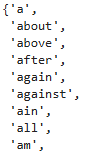 {'a',
'about',
'above',
'after',
'again',
'against',
'ain',
'all',
'am',